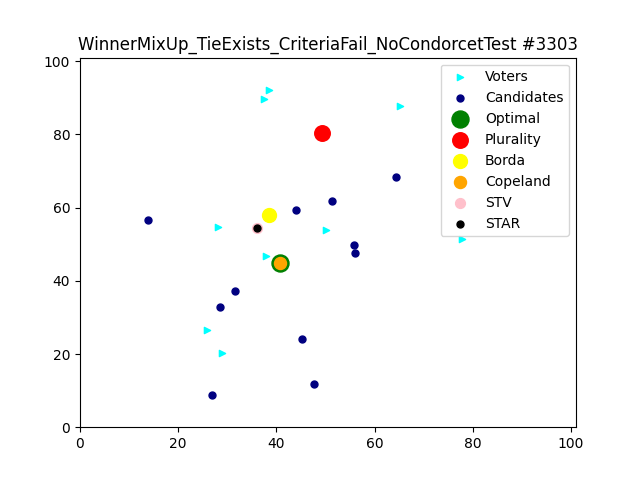 WinnerMixUp_TieExists_CriteriaFail_NoCondorcetTest #3303
100
80
60
40
20
0
0 20 40 60 80 100
Voters
Candidates
Optimal
Plurality
Borda
Copeland
STV
STAR